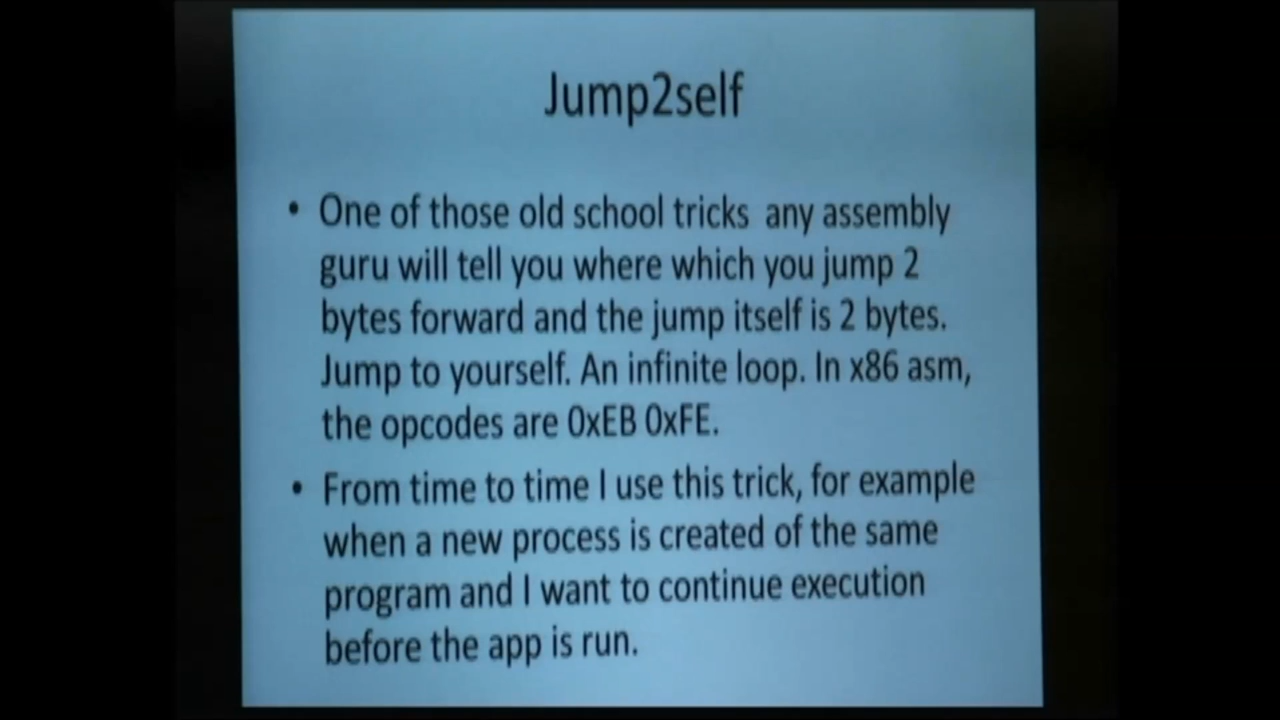 Jump2self
• One of those old school tricks any assembly
guru will tell you where which you jump 2
bytes forward and the jump itself is 2 bytes.
Jump to yourself. An infinite loop. In x86 asm,
the opcodes are 0xEB 0xFE.
• From time to time I use this trick, for example
when a new process is created of the same
program and I want to continue execution
before the app is run.